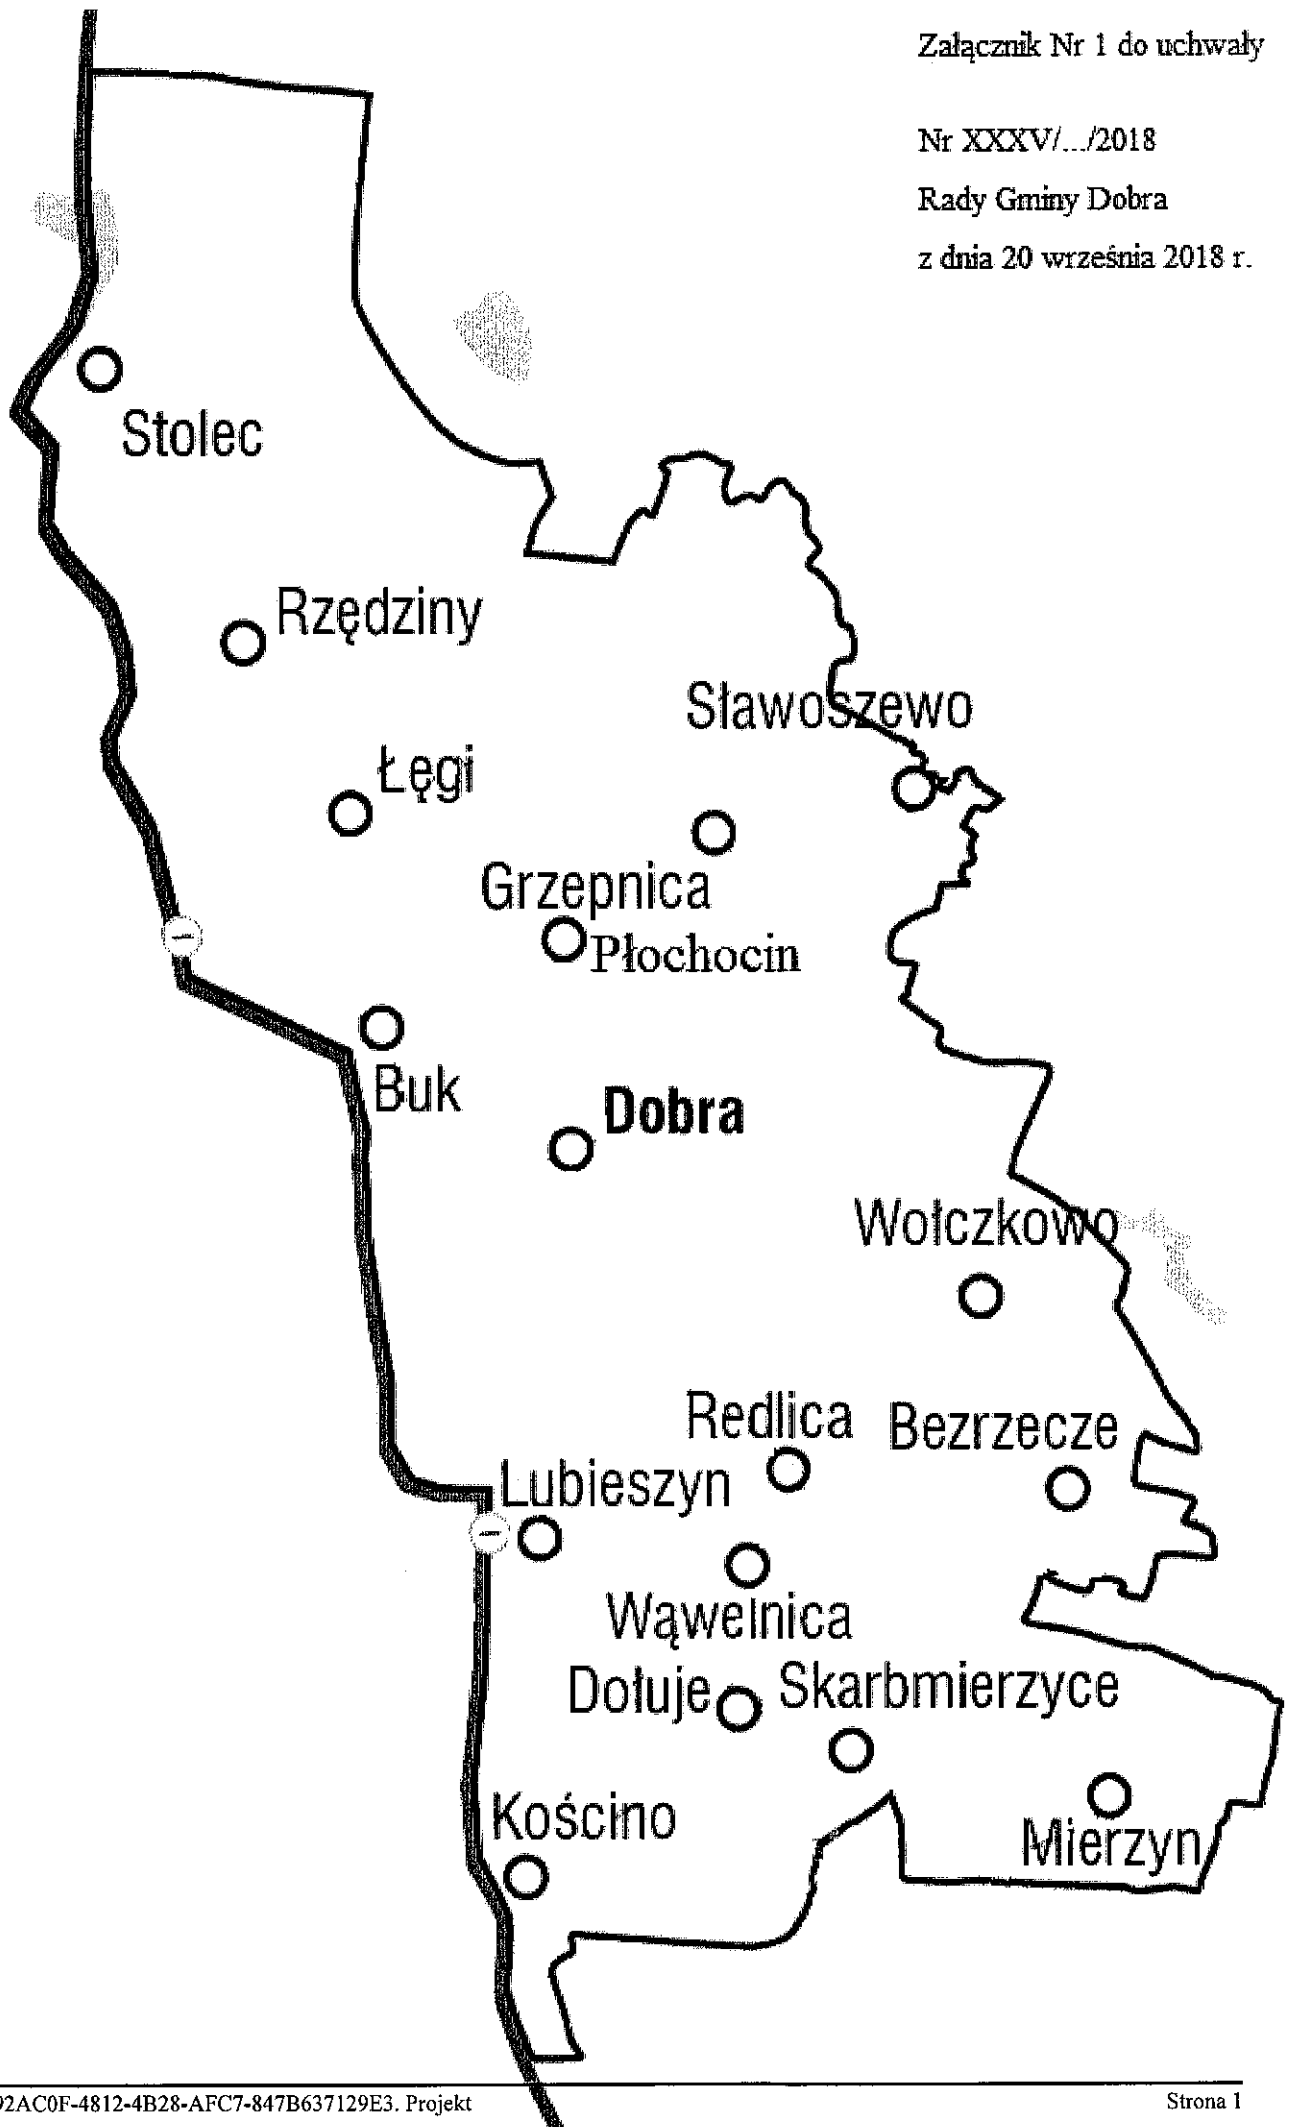 Załącznik Nr 1 do uchwały
Nr XXXV/.../2018
Rady Gminy Dobra
z dnia 20 września 2018 r.
Stolec
Rzędziny
Sławoszewo
Łęgi
Grzepnica
Płochocin
Buk
Dobra
Wołczkowo
Redlica
Bezrzecze
Lubieszyn
Wąwelnica
Dołuje
Skarbmierzyce
Kościno
Mierzyn
92AC0F-4812-4B28-AFC7-847B637129E3. Projekt
Strona 1